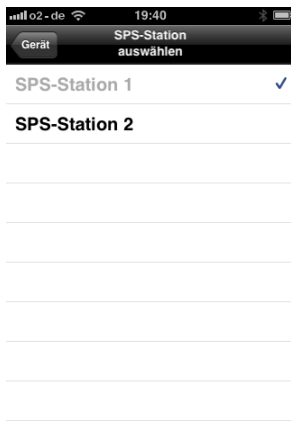 o2-de 19:40
Gerät
SPS-Station
auswählen
SPS-Station 1
SPS-Station 2